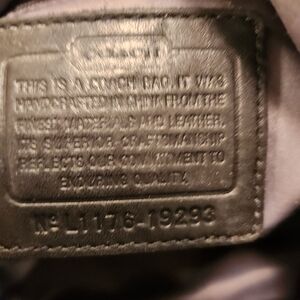 COACH
THIS IS A COACH BAG. IT WAS
HANDCRAFTED IN CHINA FROM THE
FINEST MATERIALS AND LEATHER.
ITS SUPERIOR CRAFTSMANSHIP
REFLECTS OUR COMMITMENT TO
ENDURING QUALITY.
Nº L1176-19293